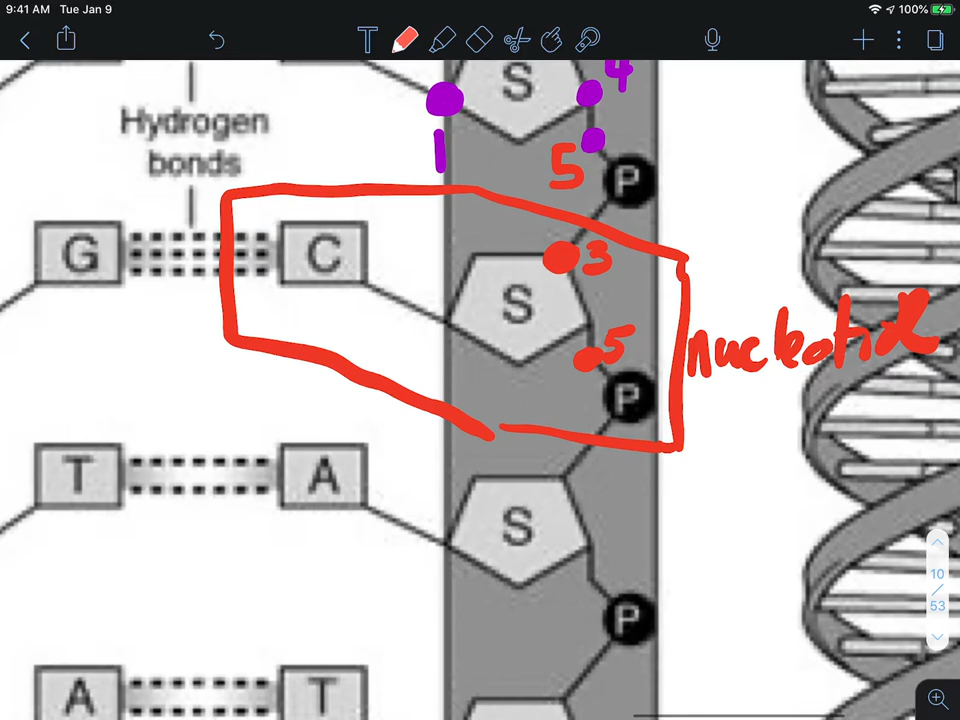 9:41 AM Tue Jan 9
100%
T
S
4
Hydrogen
bonds
1
5
P
G
C
3
S
5
nucleotide
P
T
A
S
10
/
53
P
A
T